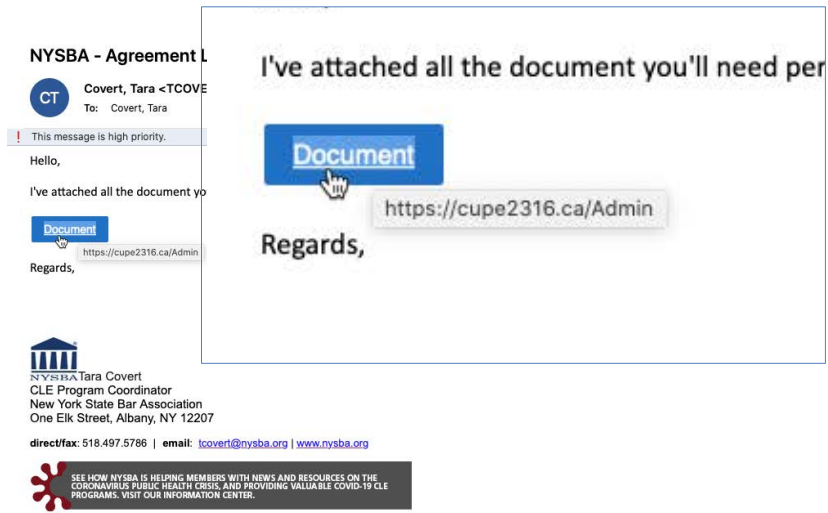 NYSBA - Agreement L
CT
Covert, Tara <TCOVE
To: Covert, Tara
! This message is high priority.
Hello,
I've attached all the document yo
Document
https://cupe2316.ca/Admin
Regards,
I've attached all the document you'll need per
Document
https://cupe2316.ca/Admin
Regards,
NYSBA Tara Covert
CLE Program Coordinator
New York State Bar Association
One Elk Street, Albany, NY 12207
direct/fax: 518.497.5786 | email: tcovert@nysba.org | www.nysba.org
SEE HOW NYSBA IS HELPING MEMBERS WITH NEWS AND RESOURCES ON THE
CORONAVIRUS PUBLIC HEALTH CRISIS, AND PROVIDING VALUABLE COVID-19 CLE
PROGRAMS. VISIT OUR INFORMATION CENTER.